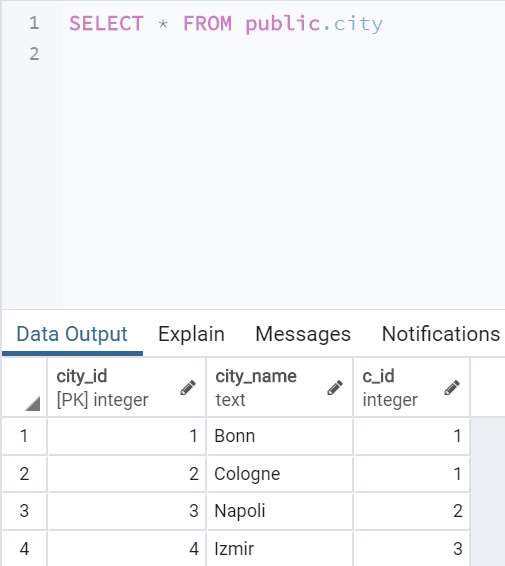 1 SELECT * FROM public.city
2
Data Output Explain Messages Notifications
city_id city_name c_id
[PK] integer text integer
1 1 Bonn 1
2 2 Cologne 1
3 3 Napoli 2
4 4 Izmir 3